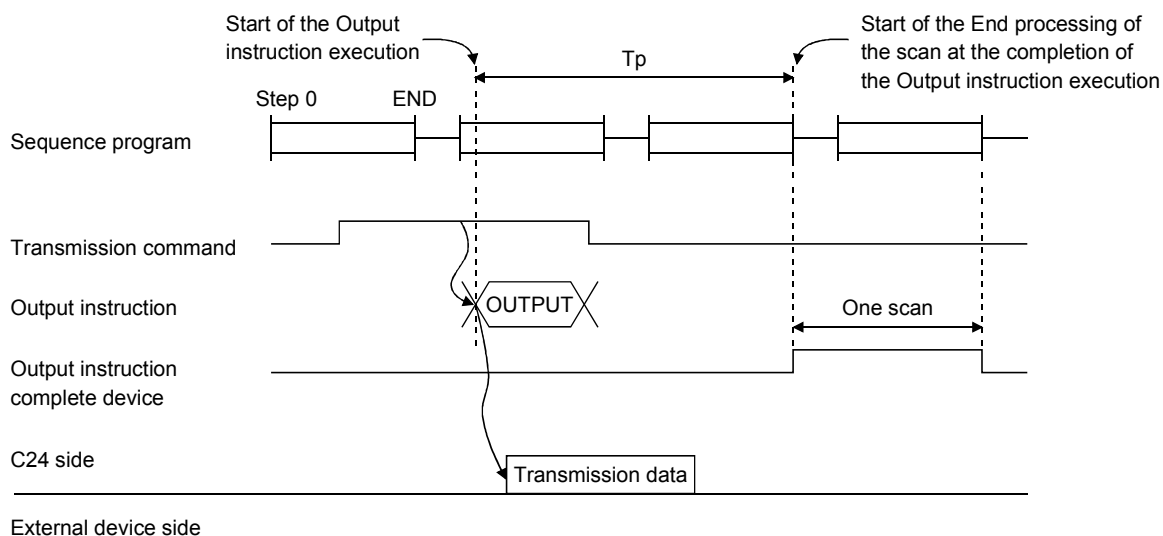 Start of the Output
instruction execution
Start of the End processing of
the scan at the completion of
the Output instruction execution
Tp
Step 0
END
Sequence program
Transmission command
Output instruction
OUTPUT
One scan
Output instruction
complete device
C24 side
Transmission data
External device side